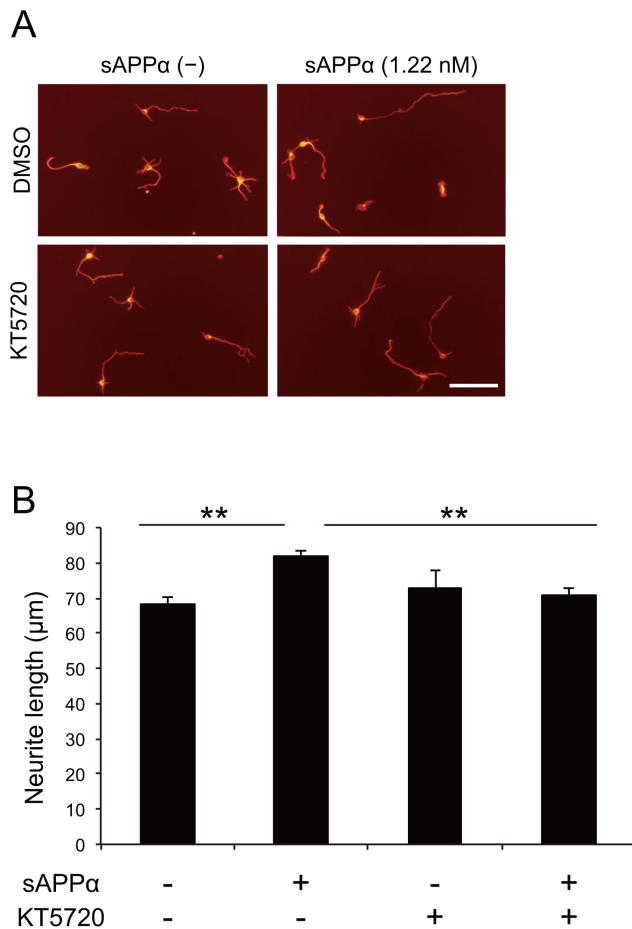 A
sAPPα (−) sAPPα (1.22 nM)
DMSO
KT5720
B
** **
Neurite length (µm)
90
80
70
60
50
40
30
20
10
0
sAPPα - + - +
KT5720 - - + +